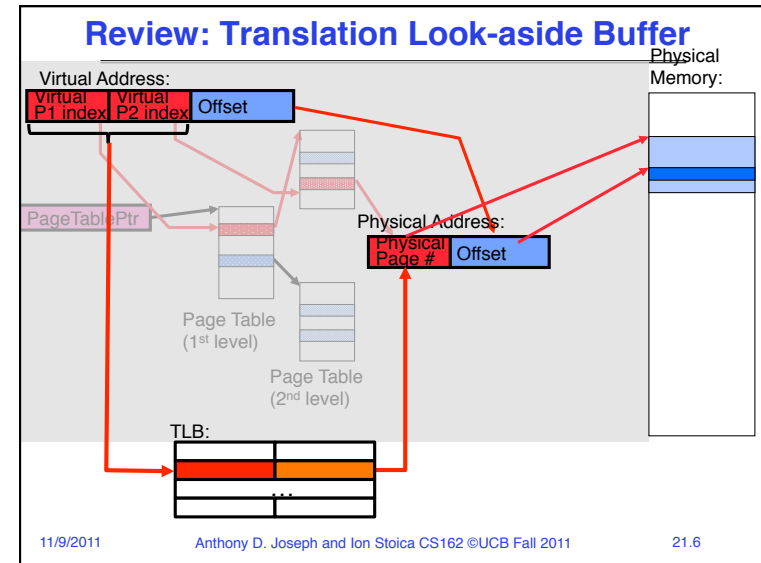 Review: Translation Look-aside Buffer
Physical
Memory:
Virtual Address:
Virtual
P1 index
Virtual
P2 index
Offset
PageTablePtr
Physical Address:
Physical
Page #
Offset
Page Table
(1st level)
Page Table
(2nd level)
TLB:
…
11/9/2011
Anthony D. Joseph and Ion Stoica CS162 ©UCB Fall 2011
21.6